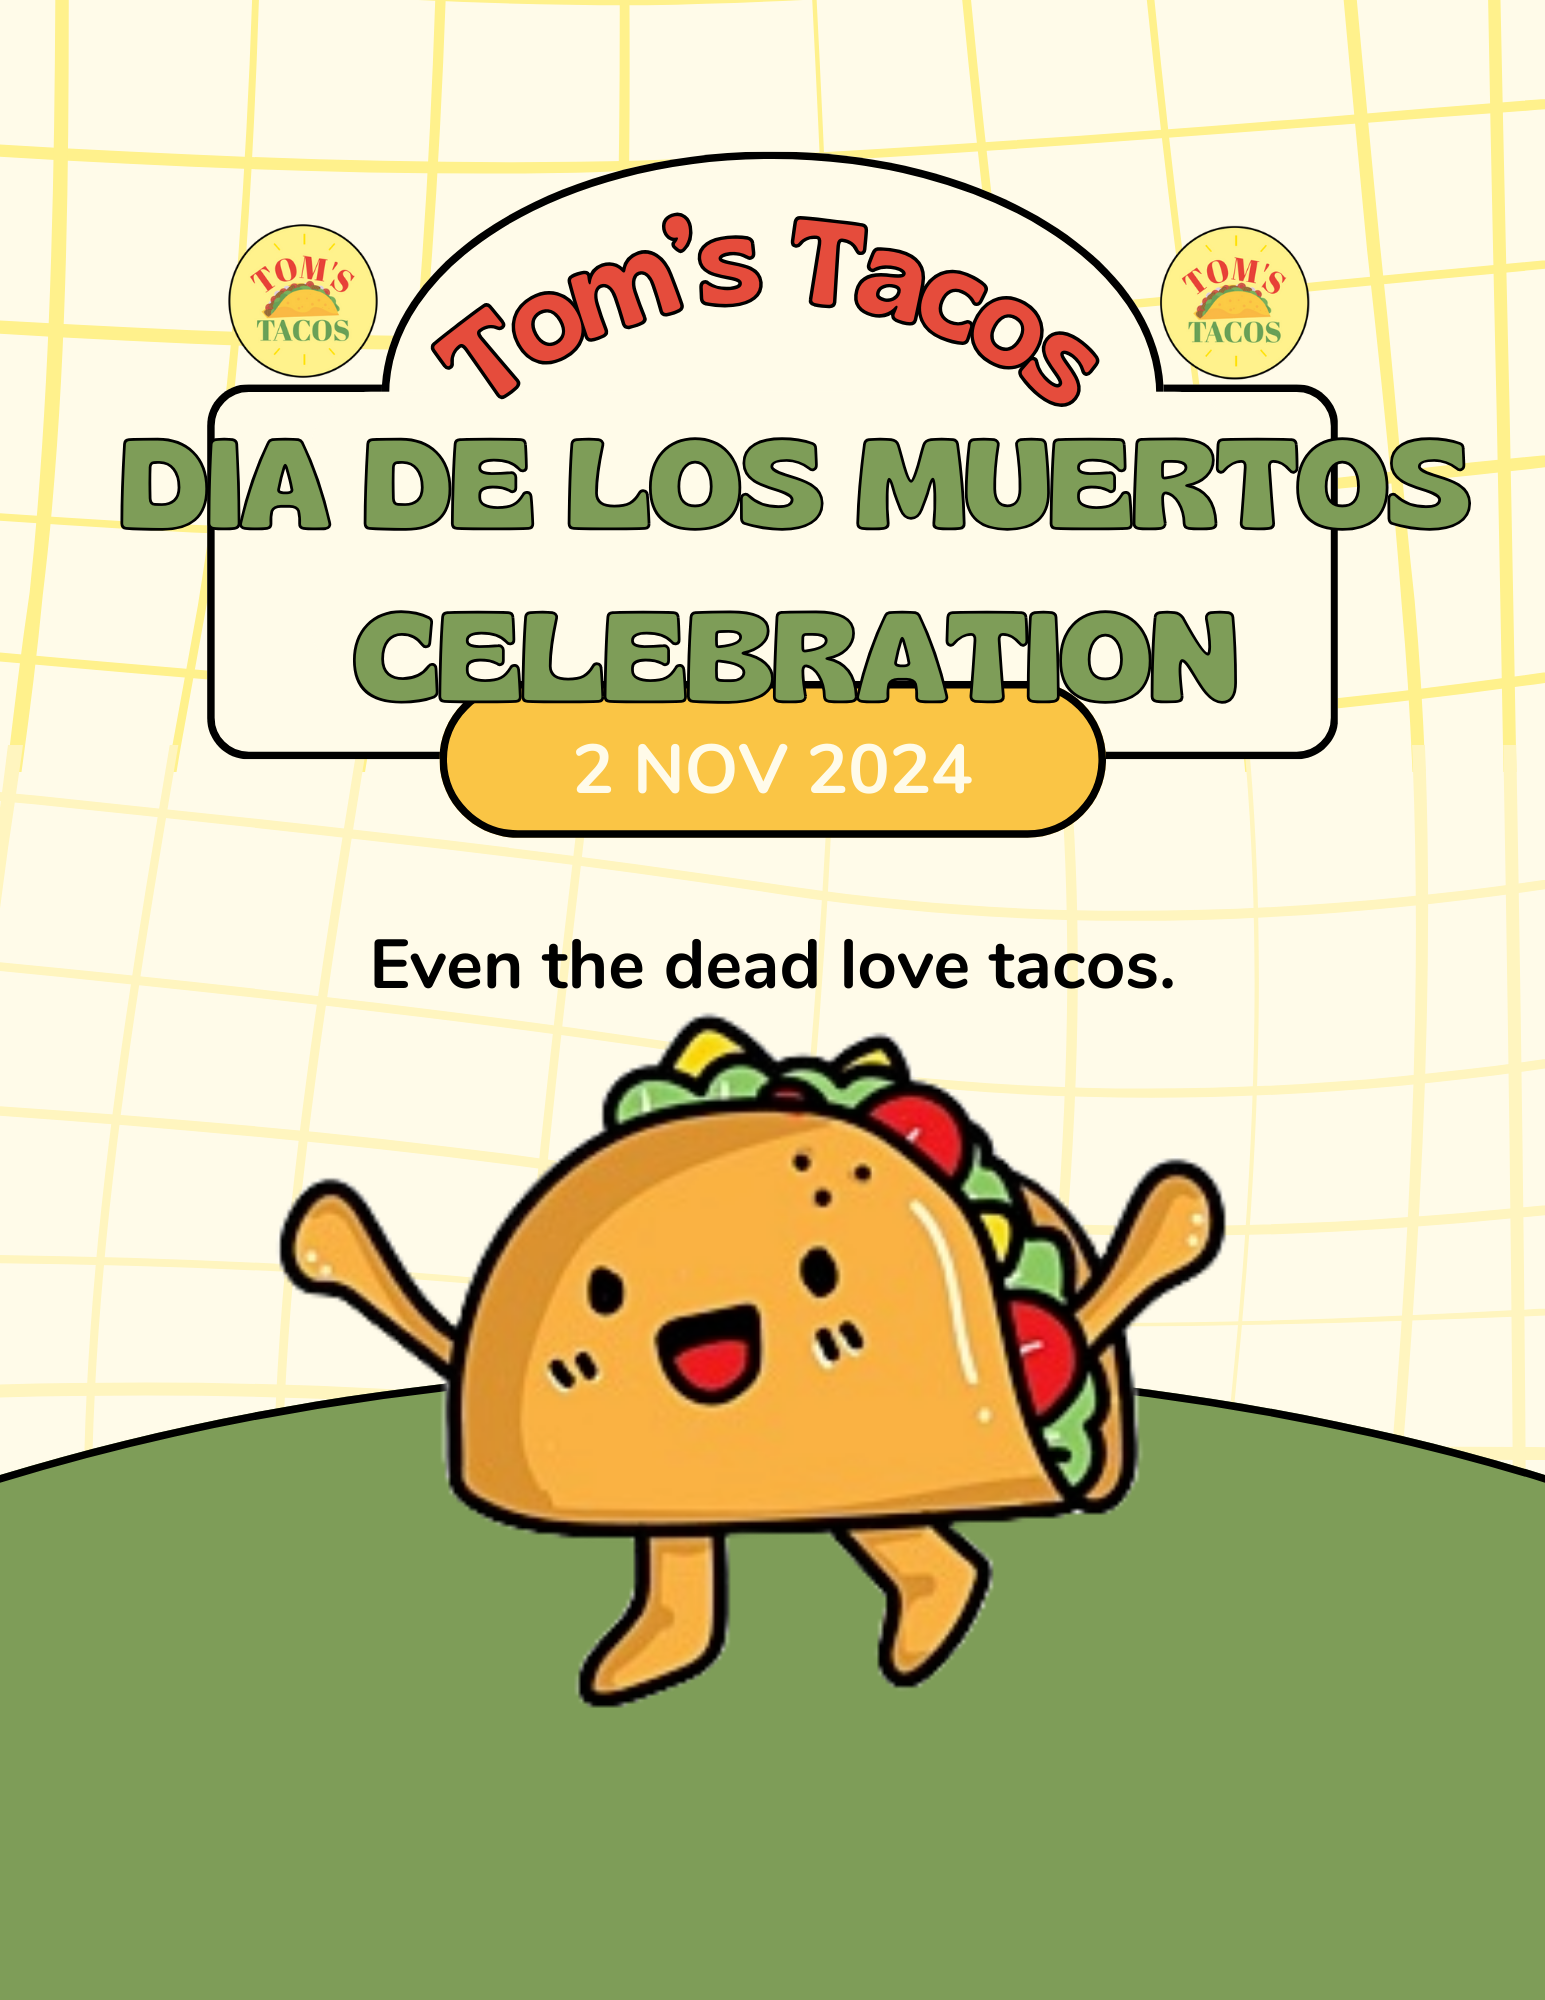 Tom’s Tacos
TOM'S
TACOS
TOM'S
TACOS
DIA DE LOS MUERTOS
CELEBRATION
2 NOV 2024
Even the dead love tacos.